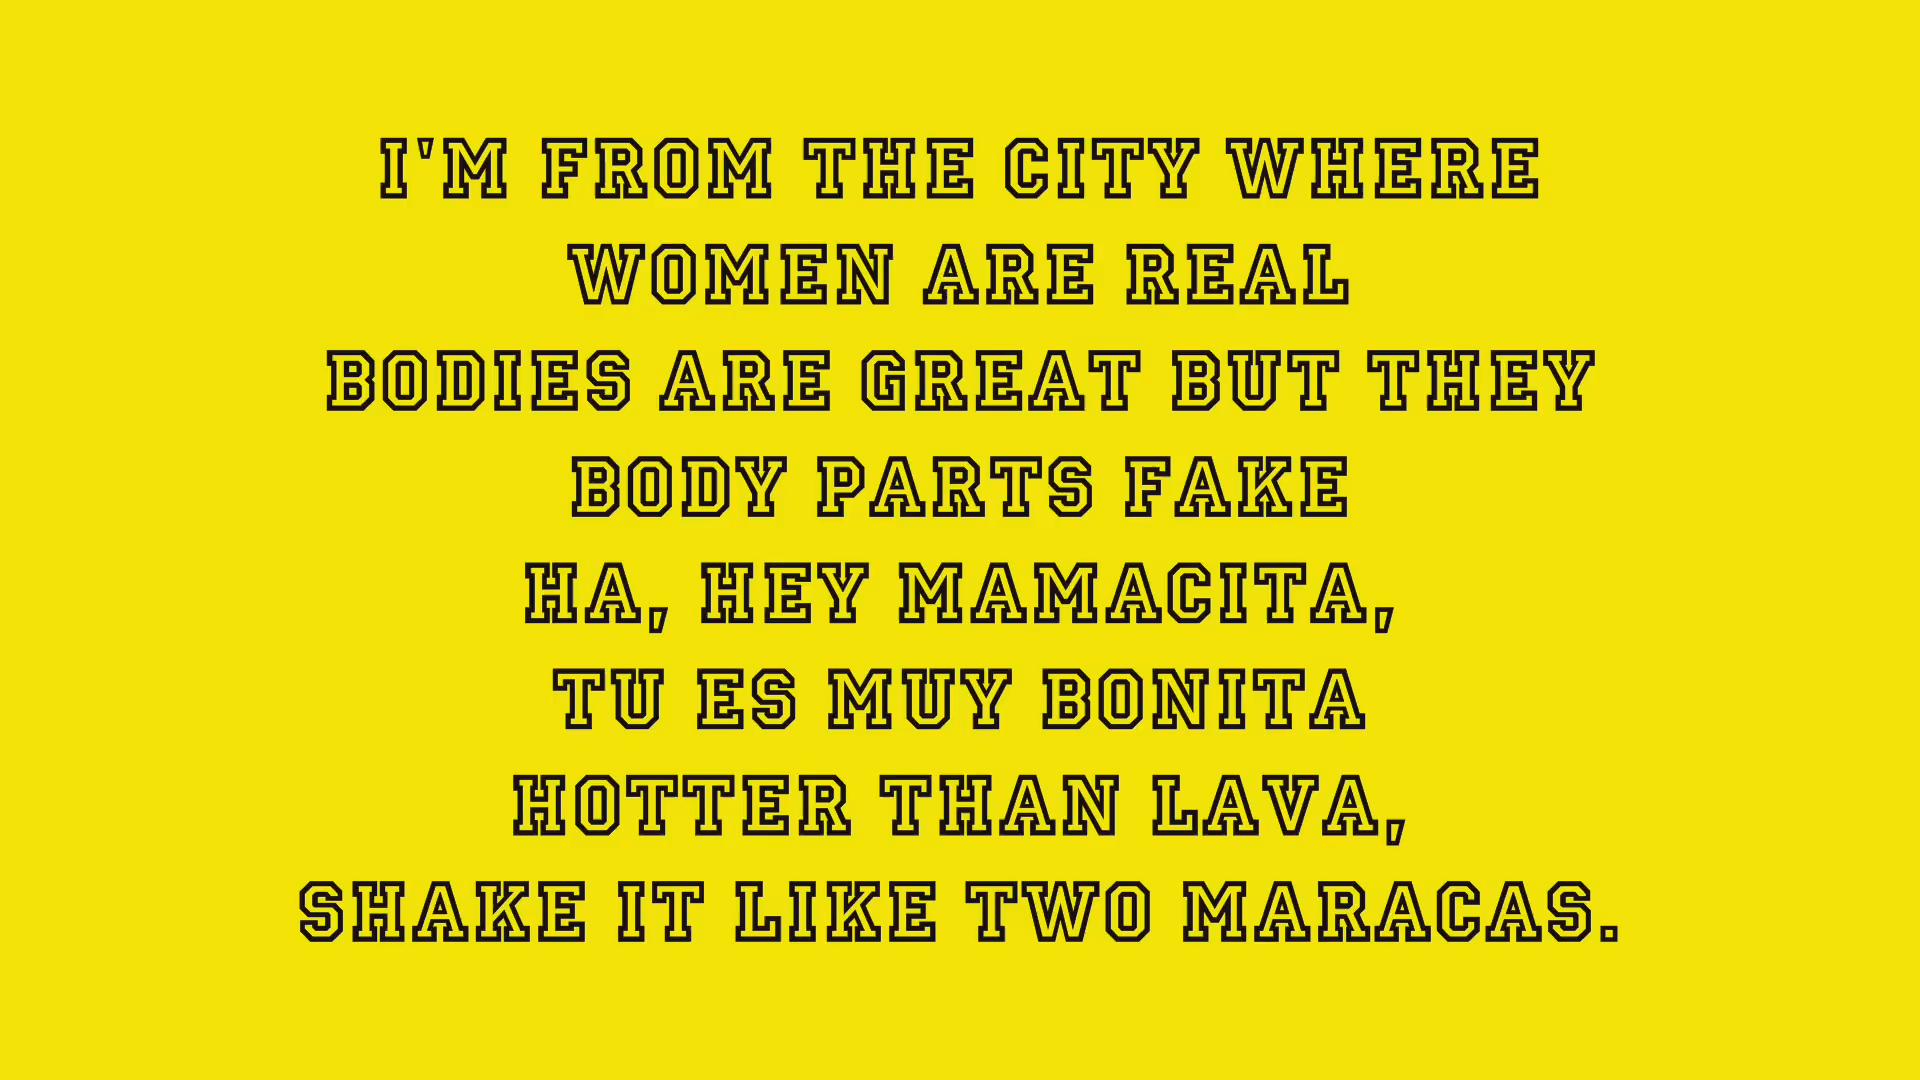 I'M FROM THE CITY WHERE
WOMEN ARE REAL
BODIES ARE GREAT BUT THEY
BODY PARTS FAKE
HA, HEY MAMACITA,
TU ES MUY BONITA
HOTTER THAN LAVA,
SHAKE IT LIKE TWO MARACAS.